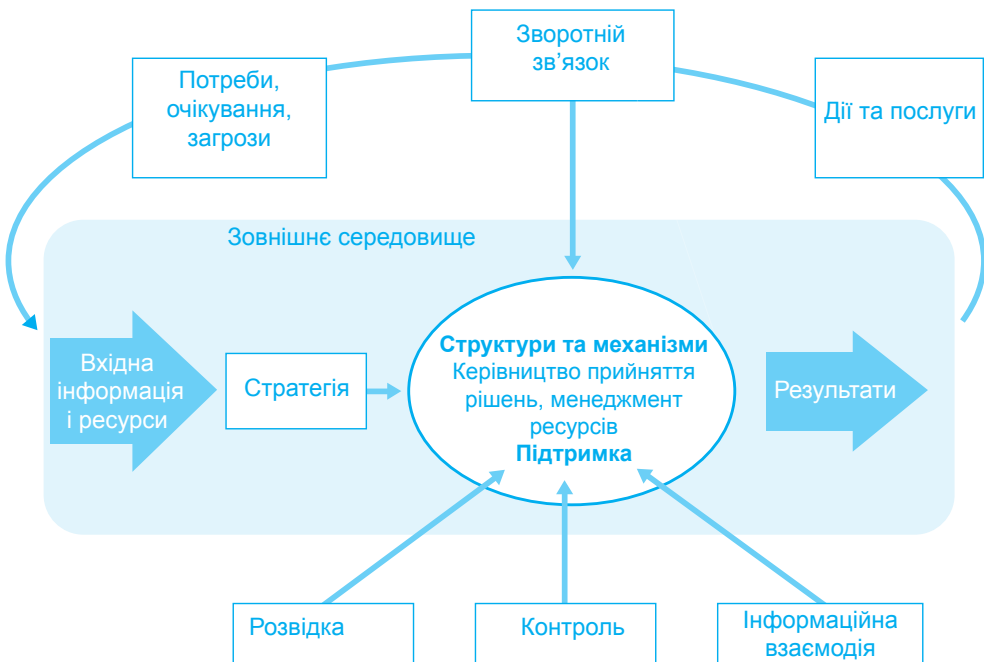 Зворотній
зв’язок
Потреби,
очікування,
загрози
Дії та послуги
Зовнішнє середовище
Вхідна
інформація
і ресурси
Стратегія
Структури та механізми
Керівництво прийняття
рішень, менеджмент
ресурсів
Підтримка
Результати
Розвідка
Контроль
Інформаційна
взаємодія